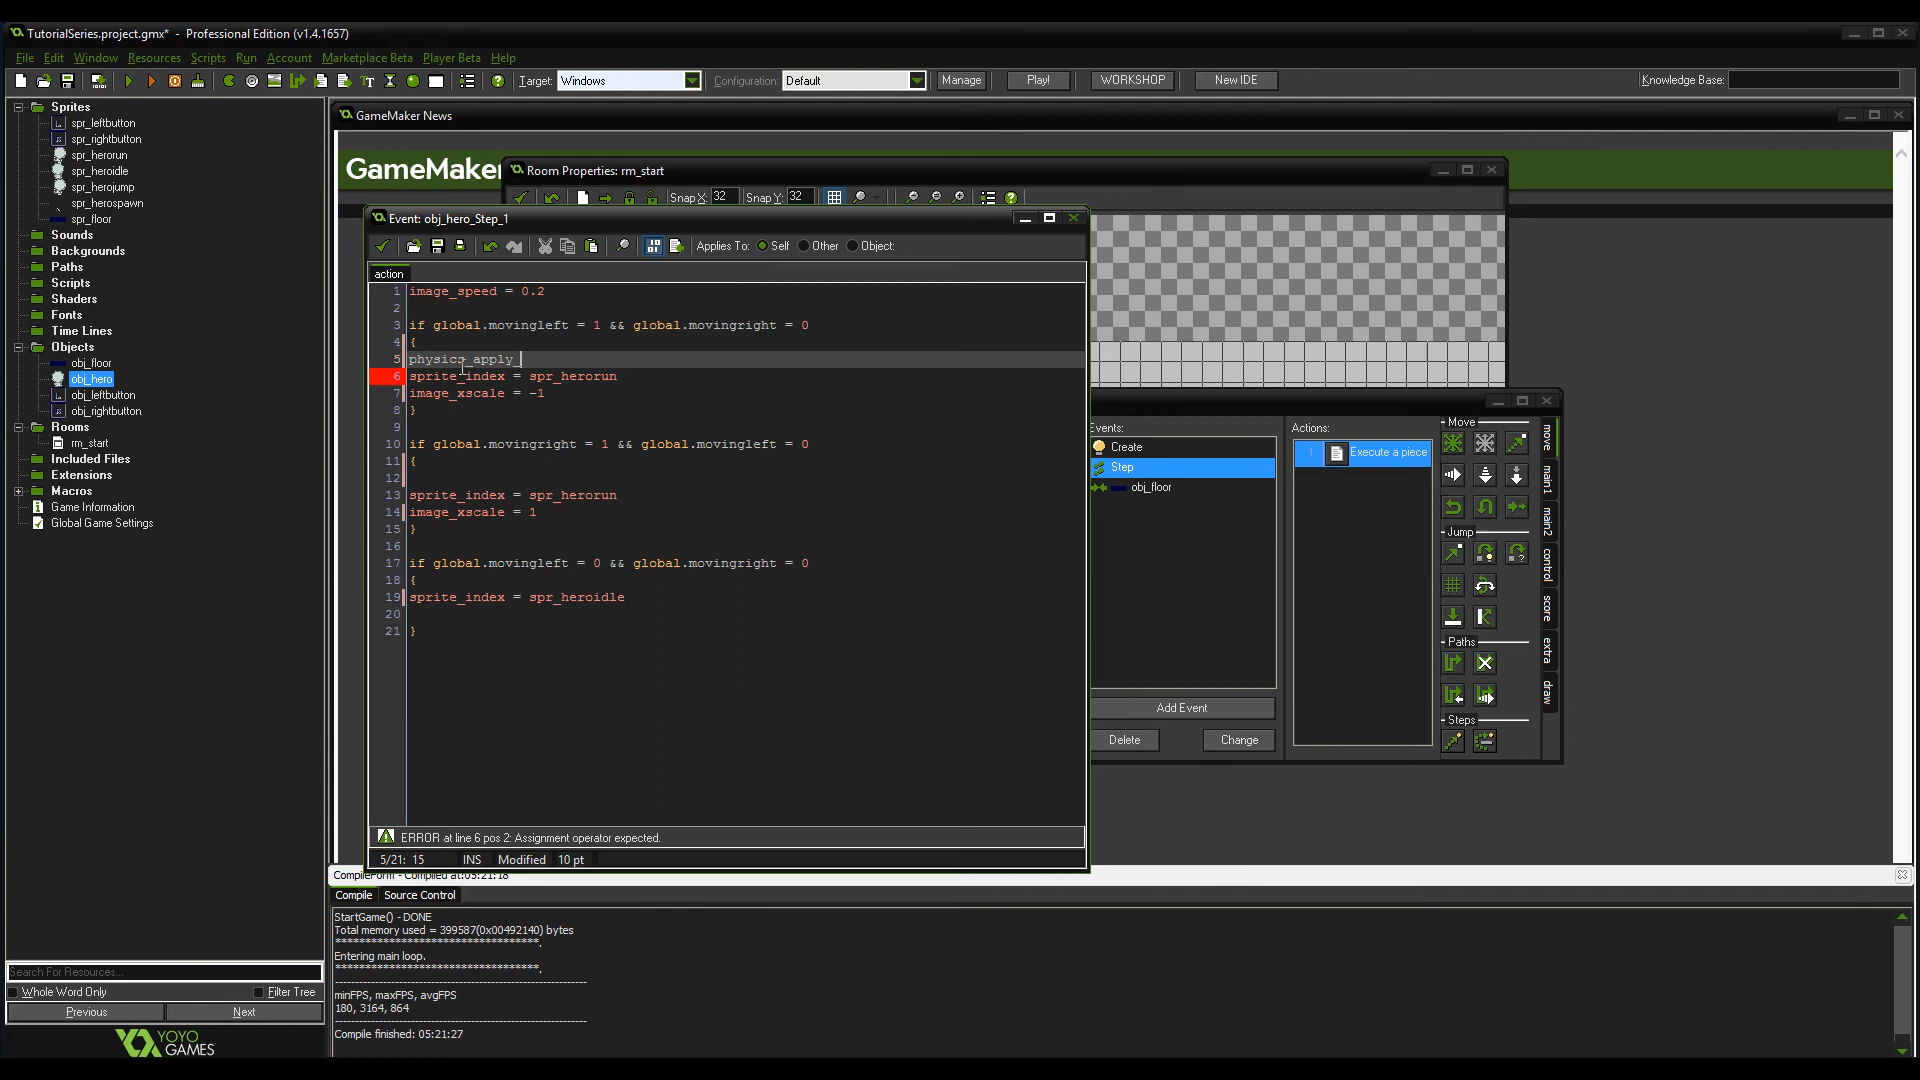 TutorialSeries.project.gmx* - Professional Edition (v1.4.1657)
File Edit Window Resources Scripts Run Account Marketplace Beta Player Beta Help
Target: Windows Configuration: Default Manage Play! WORKSHOP New IDE Knowledge Base:
Sprites
spr_leftbutton
spr_rightbutton
spr_herorun
spr_heroidle
spr_herojump
spr_herospawn
spr_floor
Sounds
Backgrounds
Paths
Scripts
Shaders
Fonts
Time Lines
Objects
obj_floor
obj_hero
obj_leftbutton
obj_rightbutton
Rooms
rm_start
Included Files
Extensions
Macros
Game Information
Global Game Settings
Search For Resources...
Whole Word Only Filter Tree
Previous Next
YOYO
GAMES
GameMaker News
GameMaker
Room Properties: rm_start
Snap X: 32 Snap Y: 32
Event: obj_hero_Step_1
Applies To: Self Other Object:
action
1 image_speed = 0.2
2
3 if global.movingleft = 1 && global.movingright = 0
4 {
5 physics_apply_
6 sprite_index = spr_herorun
7 image_xscale = -1
8 }
9
10 if global.movingright = 1 && global.movingleft = 0
11 {
12
13 sprite_index = spr_herorun
14 image_xscale = 1
15 }
16
17 if global.movingleft = 0 && global.movingright = 0
18 {
19 sprite_index = spr_heroidle
20
21 }
ERROR at line 6 pos 2: Assignment operator expected.
5/21: 15 INS Modified 10 pt
Events:
Create
Step
obj_floor
Add Event
Delete Change
Actions:
1 Execute a piece
Move
Jump
Paths
Steps
move
main1
main2
control
score
extra
draw
CompileForm - Compiled at:05:21:18
Compile Source Control
StartGame() - DONE
Total memory used = 399587(0x00492140) bytes
**********************************.
Entering main loop.
**********************************.
minFPS, maxFPS, avgFPS
180, 3164, 864
Compile finished: 05:21:27